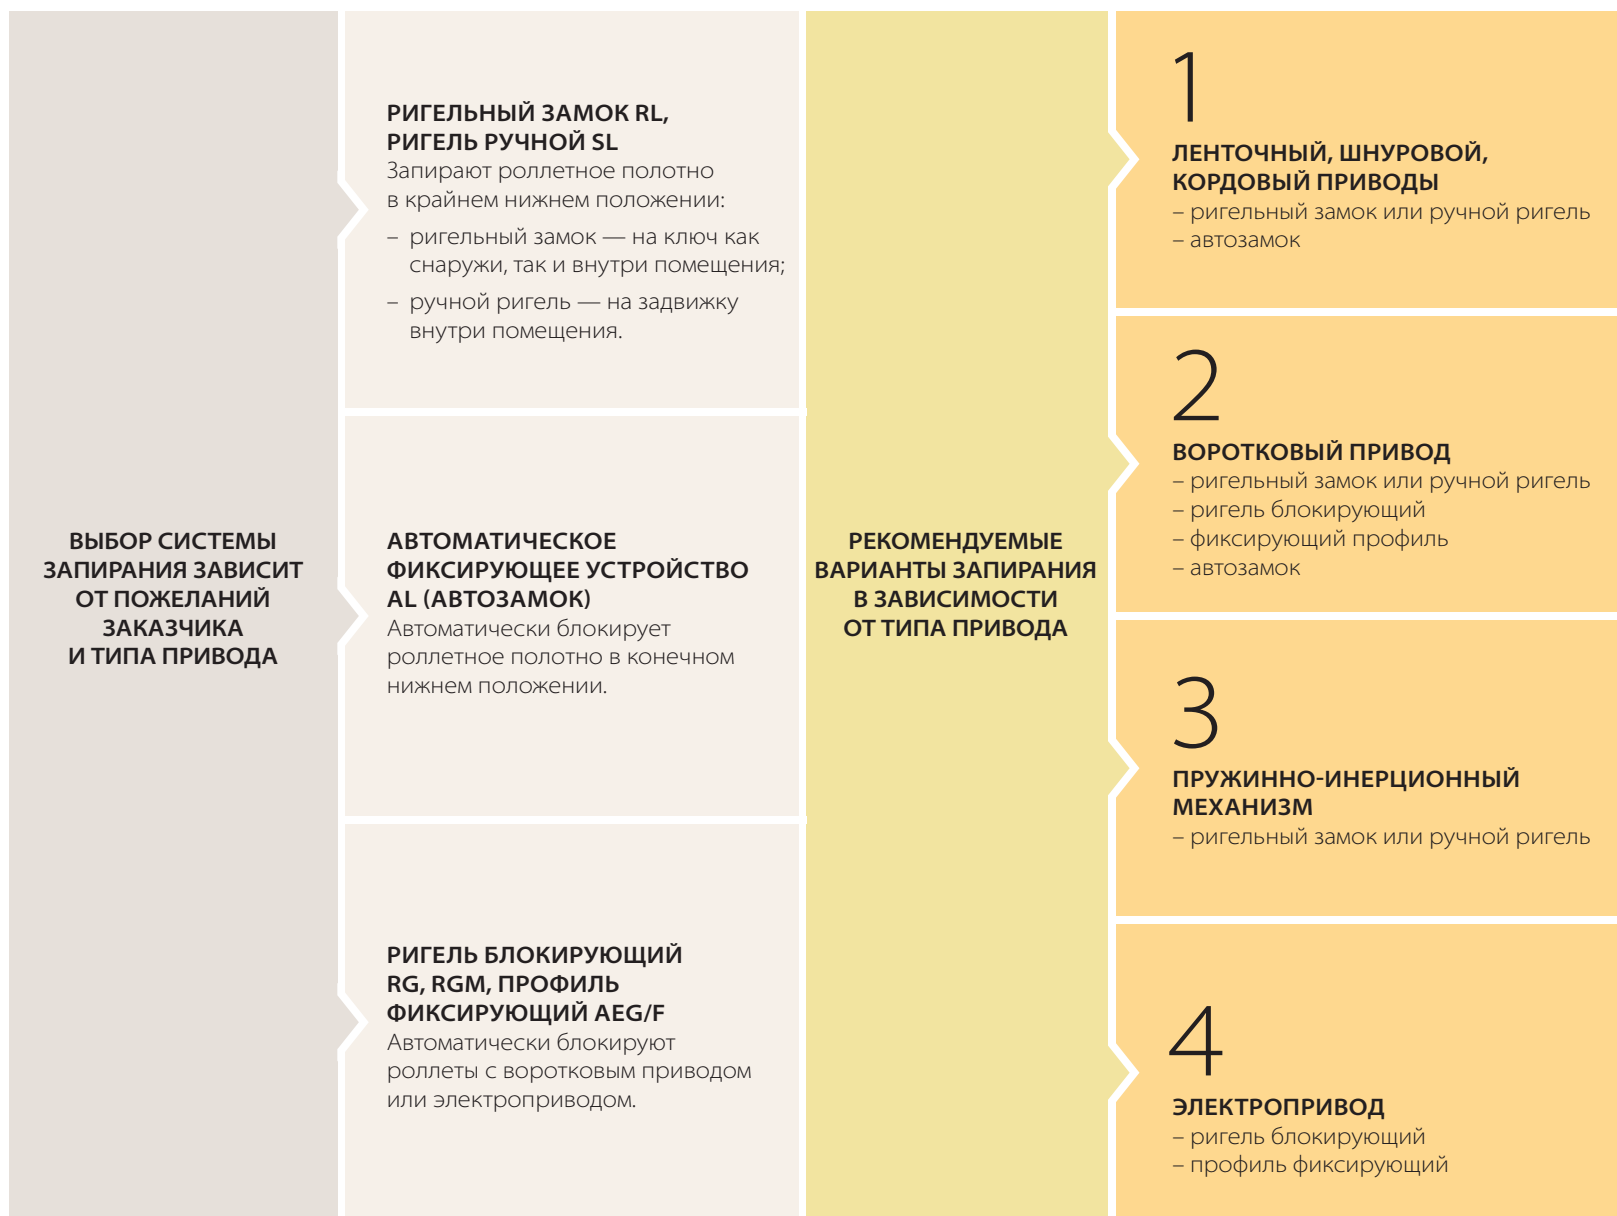 ВЫБОР СИСТЕМЫ
ЗАПИРАНИЯ ЗАВИСИТ
ОТ ПОЖЕЛАНИЙ
ЗАКАЗЧИКА
И ТИПА ПРИВОДА
РИГЕЛЬНЫЙ ЗАМОК RL,
РИГЕЛЬ РУЧНОЙ SL
Запирают роллетное полотно
в крайнем нижнем положении:
– ригельный замок — на ключ как
снаружи, так и внутри помещения;
– ручной ригель — на задвижку
внутри помещения.
АВТОМАТИЧЕСКОЕ
ФИКСИРУЮЩЕЕ УСТРОЙСТВО
AL (АВТОЗАМОК)
Автоматически блокирует
роллетное полотно в конечном
нижнем положении.
РИГЕЛЬ БЛОКИРУЮЩИЙ
RG, RGM, ПРОФИЛЬ
ФИКСИРУЮЩИЙ AEG/F
Автоматически блокируют
роллеты с воротковым приводом
или электроприводом.
РЕКОМЕНДУЕМЫЕ
ВАРИАНТЫ ЗАПИРАНИЯ
В ЗАВИСИМОСТИ
ОТ ТИПА ПРИВОДА
1
ЛЕНТОЧНЫЙ, ШНУРОВОЙ,
КОРДОВЫЙ ПРИВОДЫ
– ригельный замок или ручной ригель
– автозамок
2
ВОРОТКОВЫЙ ПРИВОД
– ригельный замок или ручной ригель
– ригель блокирующий
– фиксирующий профиль
– автозамок
3
ПРУЖИННО-ИНЕРЦИОННЫЙ
МЕХАНИЗМ
– ригельный замок или ручной ригель
4
ЭЛЕКТРОПРИВОД
– ригель блокирующий
– профиль фиксирующий